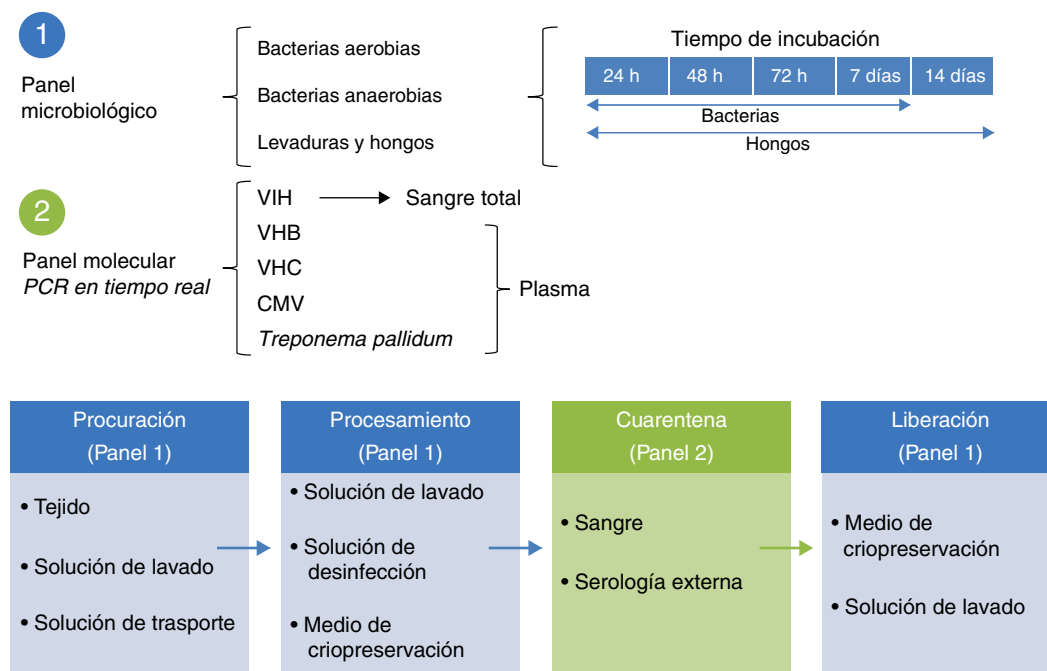 1
Panel
microbiológico
Bacterias aerobias
Bacterias anaerobias
Levaduras y hongos
Tiempo de incubación
24 h 48 h 72 h 7 días 14 días
Bacterias
Hongos
2
Panel molecular
PCR en tiempo real
VIH Sangre total
VHB
VHC
CMV
Treponema pallidum
Plasma
Procuración
(Panel 1)
• Tejido
• Solución de lavado
• Solución de trasporte
Procesamiento
(Panel 1)
• Solución de lavado
• Solución de
desinfección
• Medio de
criopreservación
Cuarentena
(Panel 2)
• Sangre
• Serología externa
Liberación
(Panel 1)
• Medio de
criopreservación
• Solución de lavado